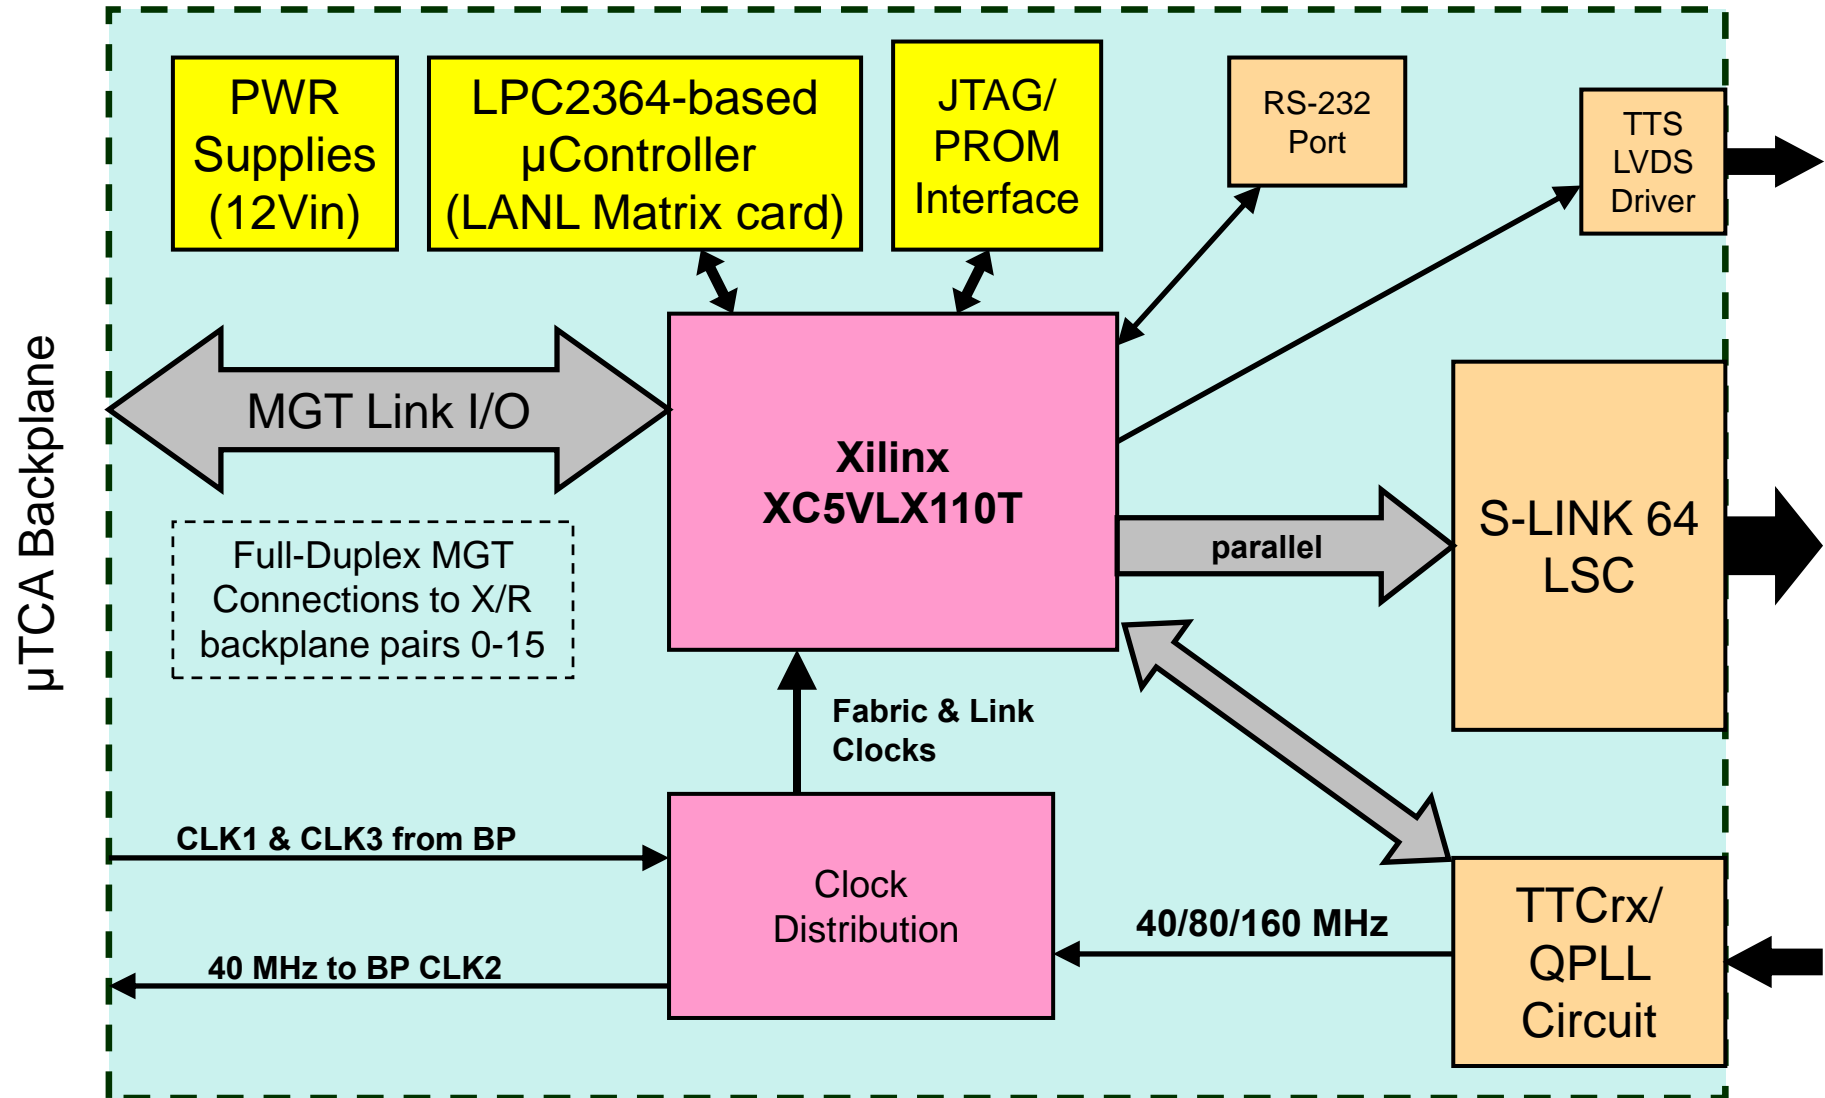 PWR
Supplies
(12Vin)
LPC2364-based
µController
(LANL Matrix card)
JTAG/
PROM
Interface
RS-232
Port
TTS
LVDS
Driver
µTCA Backplane
MGT Link I/O
Xilinx
XC5VLX110T
Full-Duplex MGT
Connections to X/R
backplane pairs 0-15
parallel
S-LINK 64
LSC
Fabric & Link
Clocks
CLK1 & CLK3 from BP
Clock
Distribution
40 MHz to BP CLK2
40/80/160 MHz
TTCrx/
QPLL
Circuit